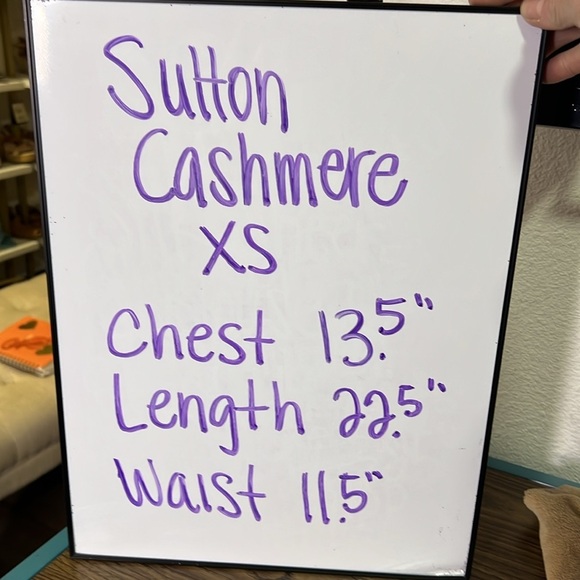 Sutton
Cashmere
XS
Chest 13.5"
Length 22.5"
Waist 11.5"